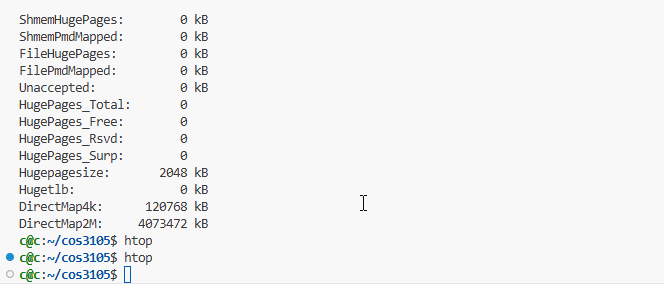 ShmemHugePages:        0 kB
ShmemPmdMapped:        0 kB
FileHugePages:         0 kB
FilePmdMapped:         0 kB
Unaccepted:            0 kB
HugePages_Total:       0
HugePages_Free:        0
HugePages_Rsvd:        0
HugePages_Surp:        0
Hugepagesize:       2048 kB
Hugetlb:               0 kB
DirectMap4k:      120768 kB
DirectMap2M:     4073472 kB
c@c:~/cos3105$ htop
c@c:~/cos3105$ htop
c@c:~/cos3105$